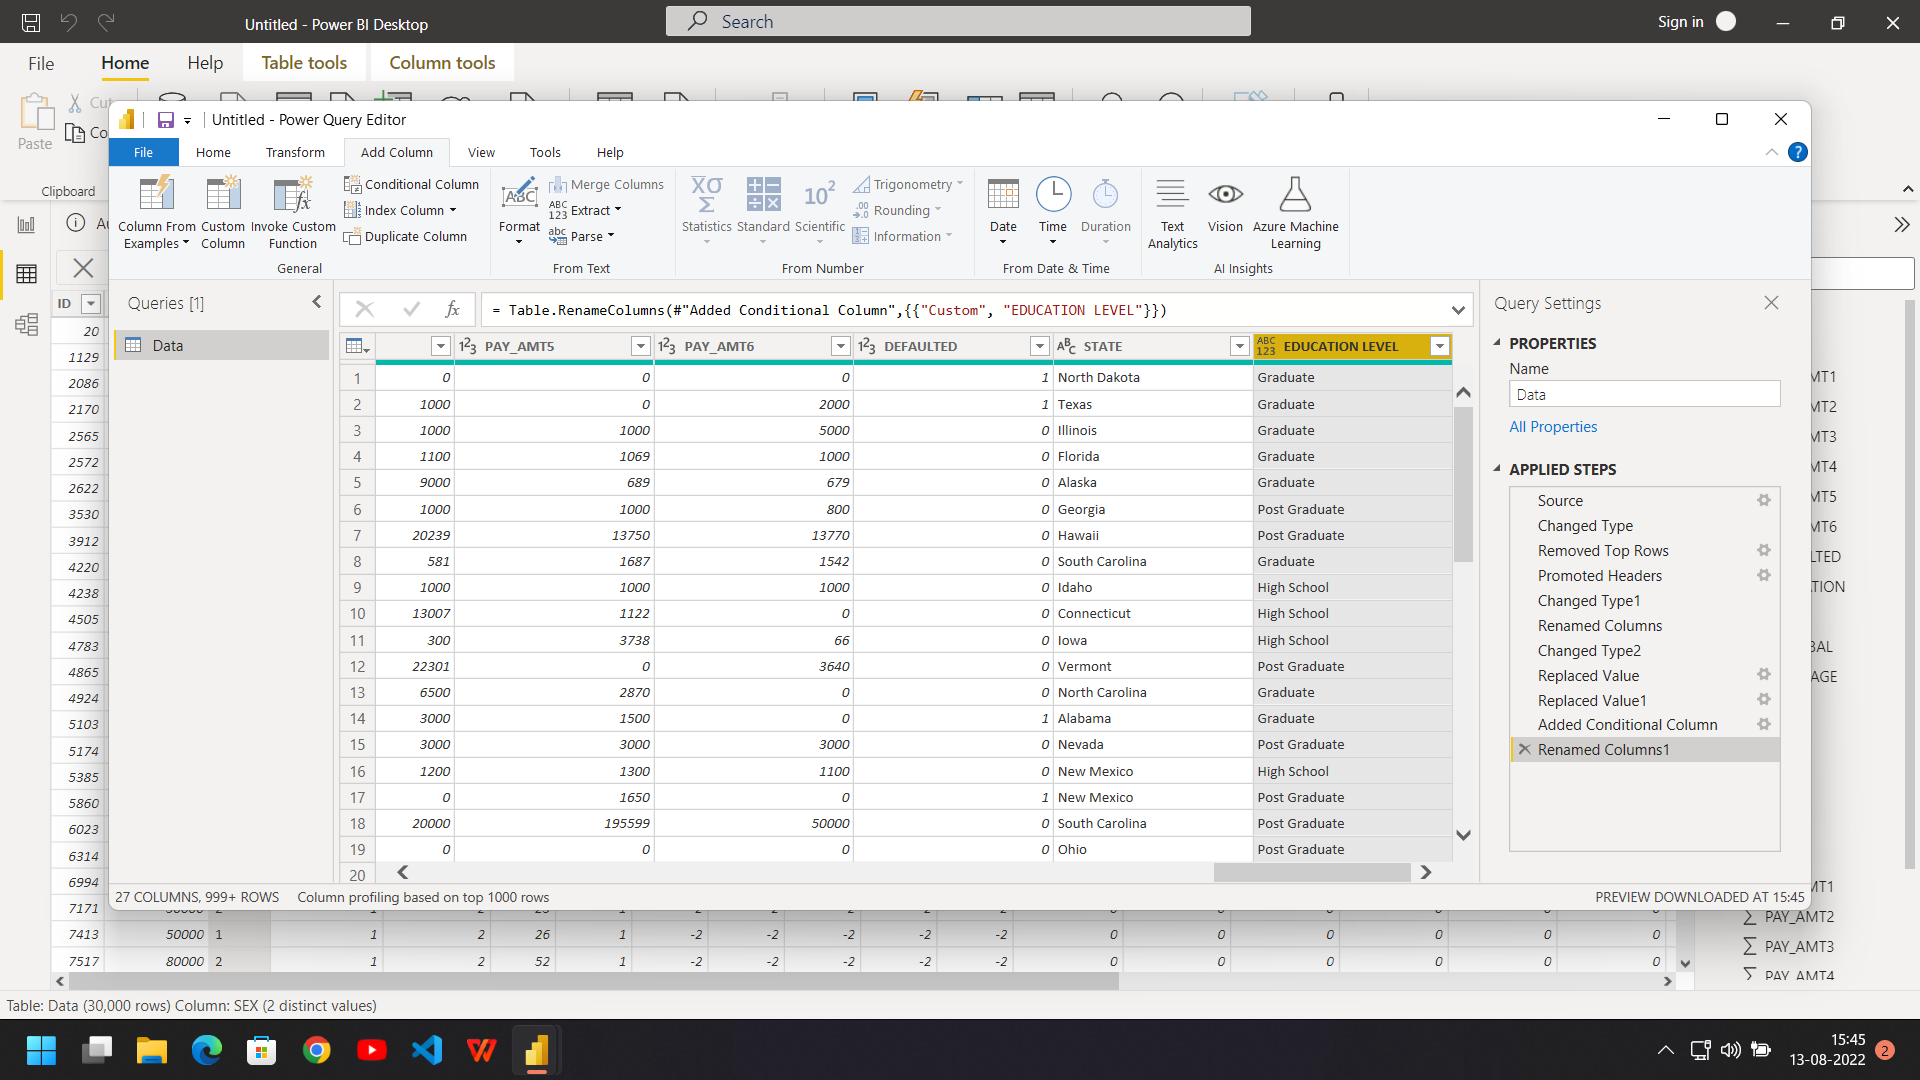 Untitled - Power BI Desktop
Search
Sign in
File
Home
Help
Table tools
Column tools
Paste
Cut
Clipboard
Untitled - Power Query Editor
File
Home
Transform
Add Column
View
Tools
Help
Column From Examples
Custom Column
Invoke Custom Function
Conditional Column
Index Column
Duplicate Column
General
Format
Merge Columns
Extract
Parse
From Text
Statistics
Standard
Scientific
Trigonometry
Rounding
Information
From Number
Date
Time
Duration
From Date & Time
Text Analytics
Vision
Azure Machine Learning
AI Insights
Queries [1]
Data
= Table.RenameColumns(#"Added Conditional Column",{{"Custom", "EDUCATION LEVEL"}})
PAY_AMT5 PAY_AMT6 DEFAULTED STATE EDUCATION LEVEL
1 0 0 0 1 North Dakota Graduate
2 1000 0 2000 1 Texas Graduate
3 1000 1000 5000 0 Illinois Graduate
4 1100 1069 1000 0 Florida Graduate
5 9000 689 679 0 Alaska Graduate
6 1000 1000 800 0 Georgia Post Graduate
7 20239 13750 13770 0 Hawaii Post Graduate
8 581 1687 1542 0 South Carolina Graduate
9 1000 1000 1000 0 Idaho High School
10 13007 1122 0 0 Connecticut High School
11 300 3738 66 0 Iowa High School
12 22301 0 3640 0 Vermont Post Graduate
13 6500 2870 0 0 North Carolina Graduate
14 3000 1500 0 1 Alabama Graduate
15 3000 3000 3000 0 Nevada Post Graduate
16 1200 1300 1100 0 New Mexico High School
17 0 1650 0 1 New Mexico Post Graduate
18 20000 195599 50000 0 South Carolina Post Graduate
19 0 0 0 0 Ohio Post Graduate
20
27 COLUMNS, 999+ ROWS
Column profiling based on top 1000 rows
PREVIEW DOWNLOADED AT 15:45
Query Settings
PROPERTIES
Name
Data
All Properties
APPLIED STEPS
Source
Changed Type
Removed Top Rows
Promoted Headers
Changed Type1
Renamed Columns
Changed Type2
Replaced Value
Replaced Value1
Added Conditional Column
Renamed Columns1
ID
20
1129
2086
2170
2565
2572
2622
3530
3912
4220
4238
4505
4783
4865
4924
5103
5174
5385
5860
6023
6314
6994
7171
7413 50000 1 1 2 26 1 -2 -2 -2 -2 -2 0 0 0 0 0 0
7517 80000 2 1 2 52 1 -2 -2 -2 -2 -2 0 0 0 0 0 0
MT1
MT2
MT3
MT4
MT5
MT6
LTED
TION
BAL
AGE
MT1
PAY_AMT2
PAY_AMT3
PAY_AMT4
Table: Data (30,000 rows) Column: SEX (2 distinct values)
15:45
13-08-2022
2